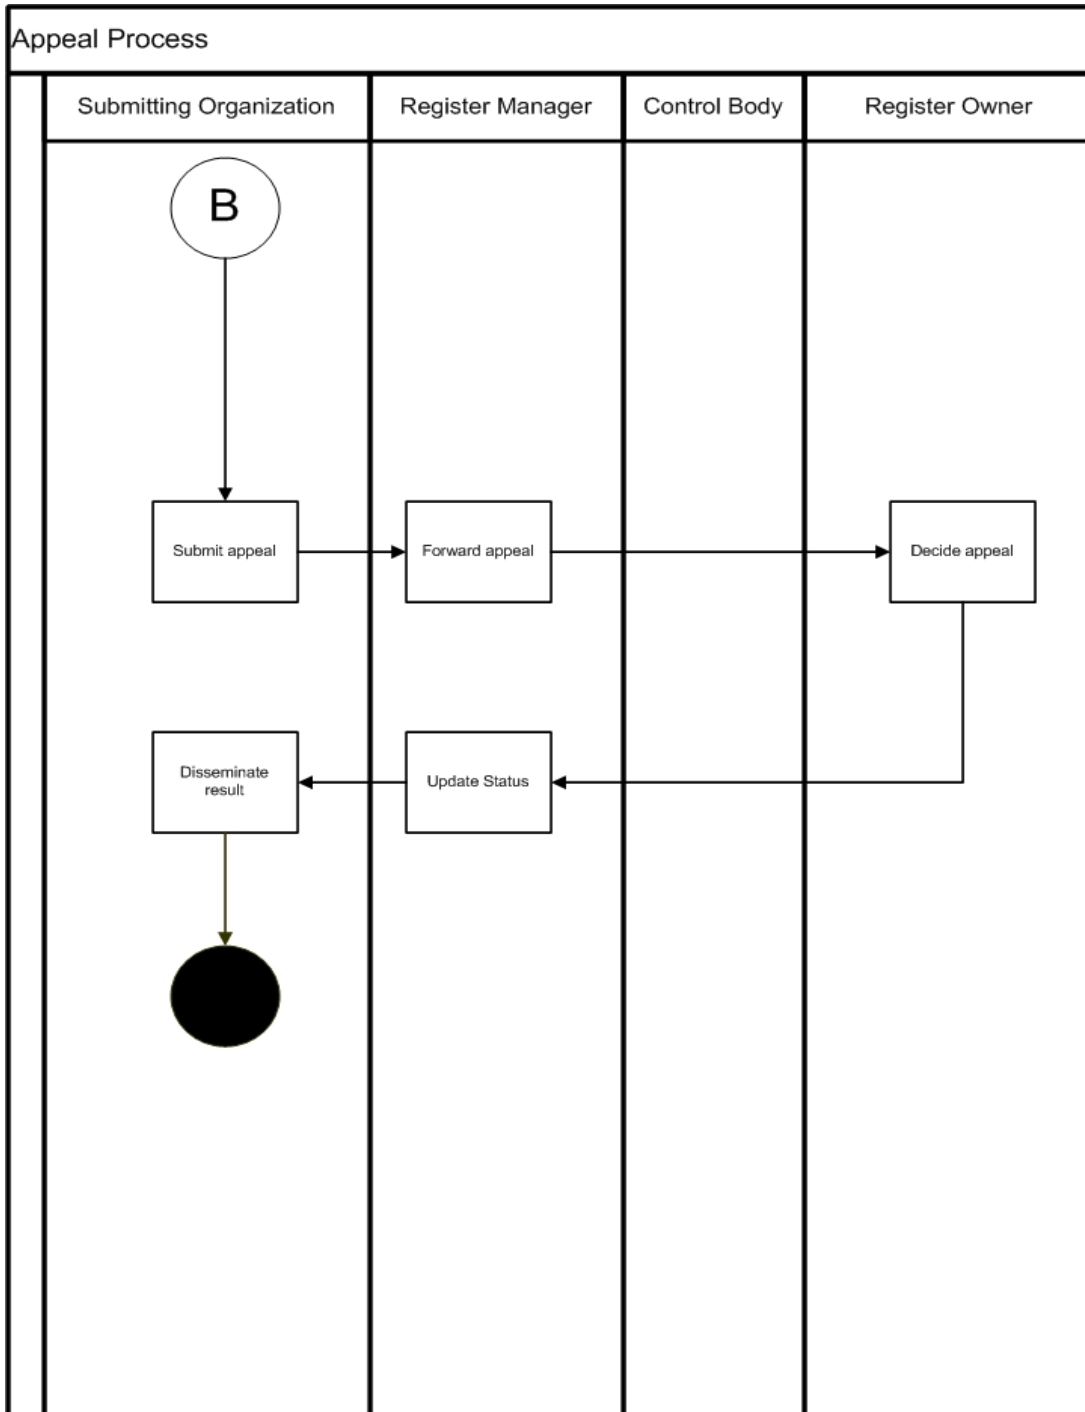 Appeal Process
Submitting Organization
Register Manager
Control Body
Register Owner
B
Submit appeal
Forward appeal
Decide appeal
Disseminate
result
Update Status